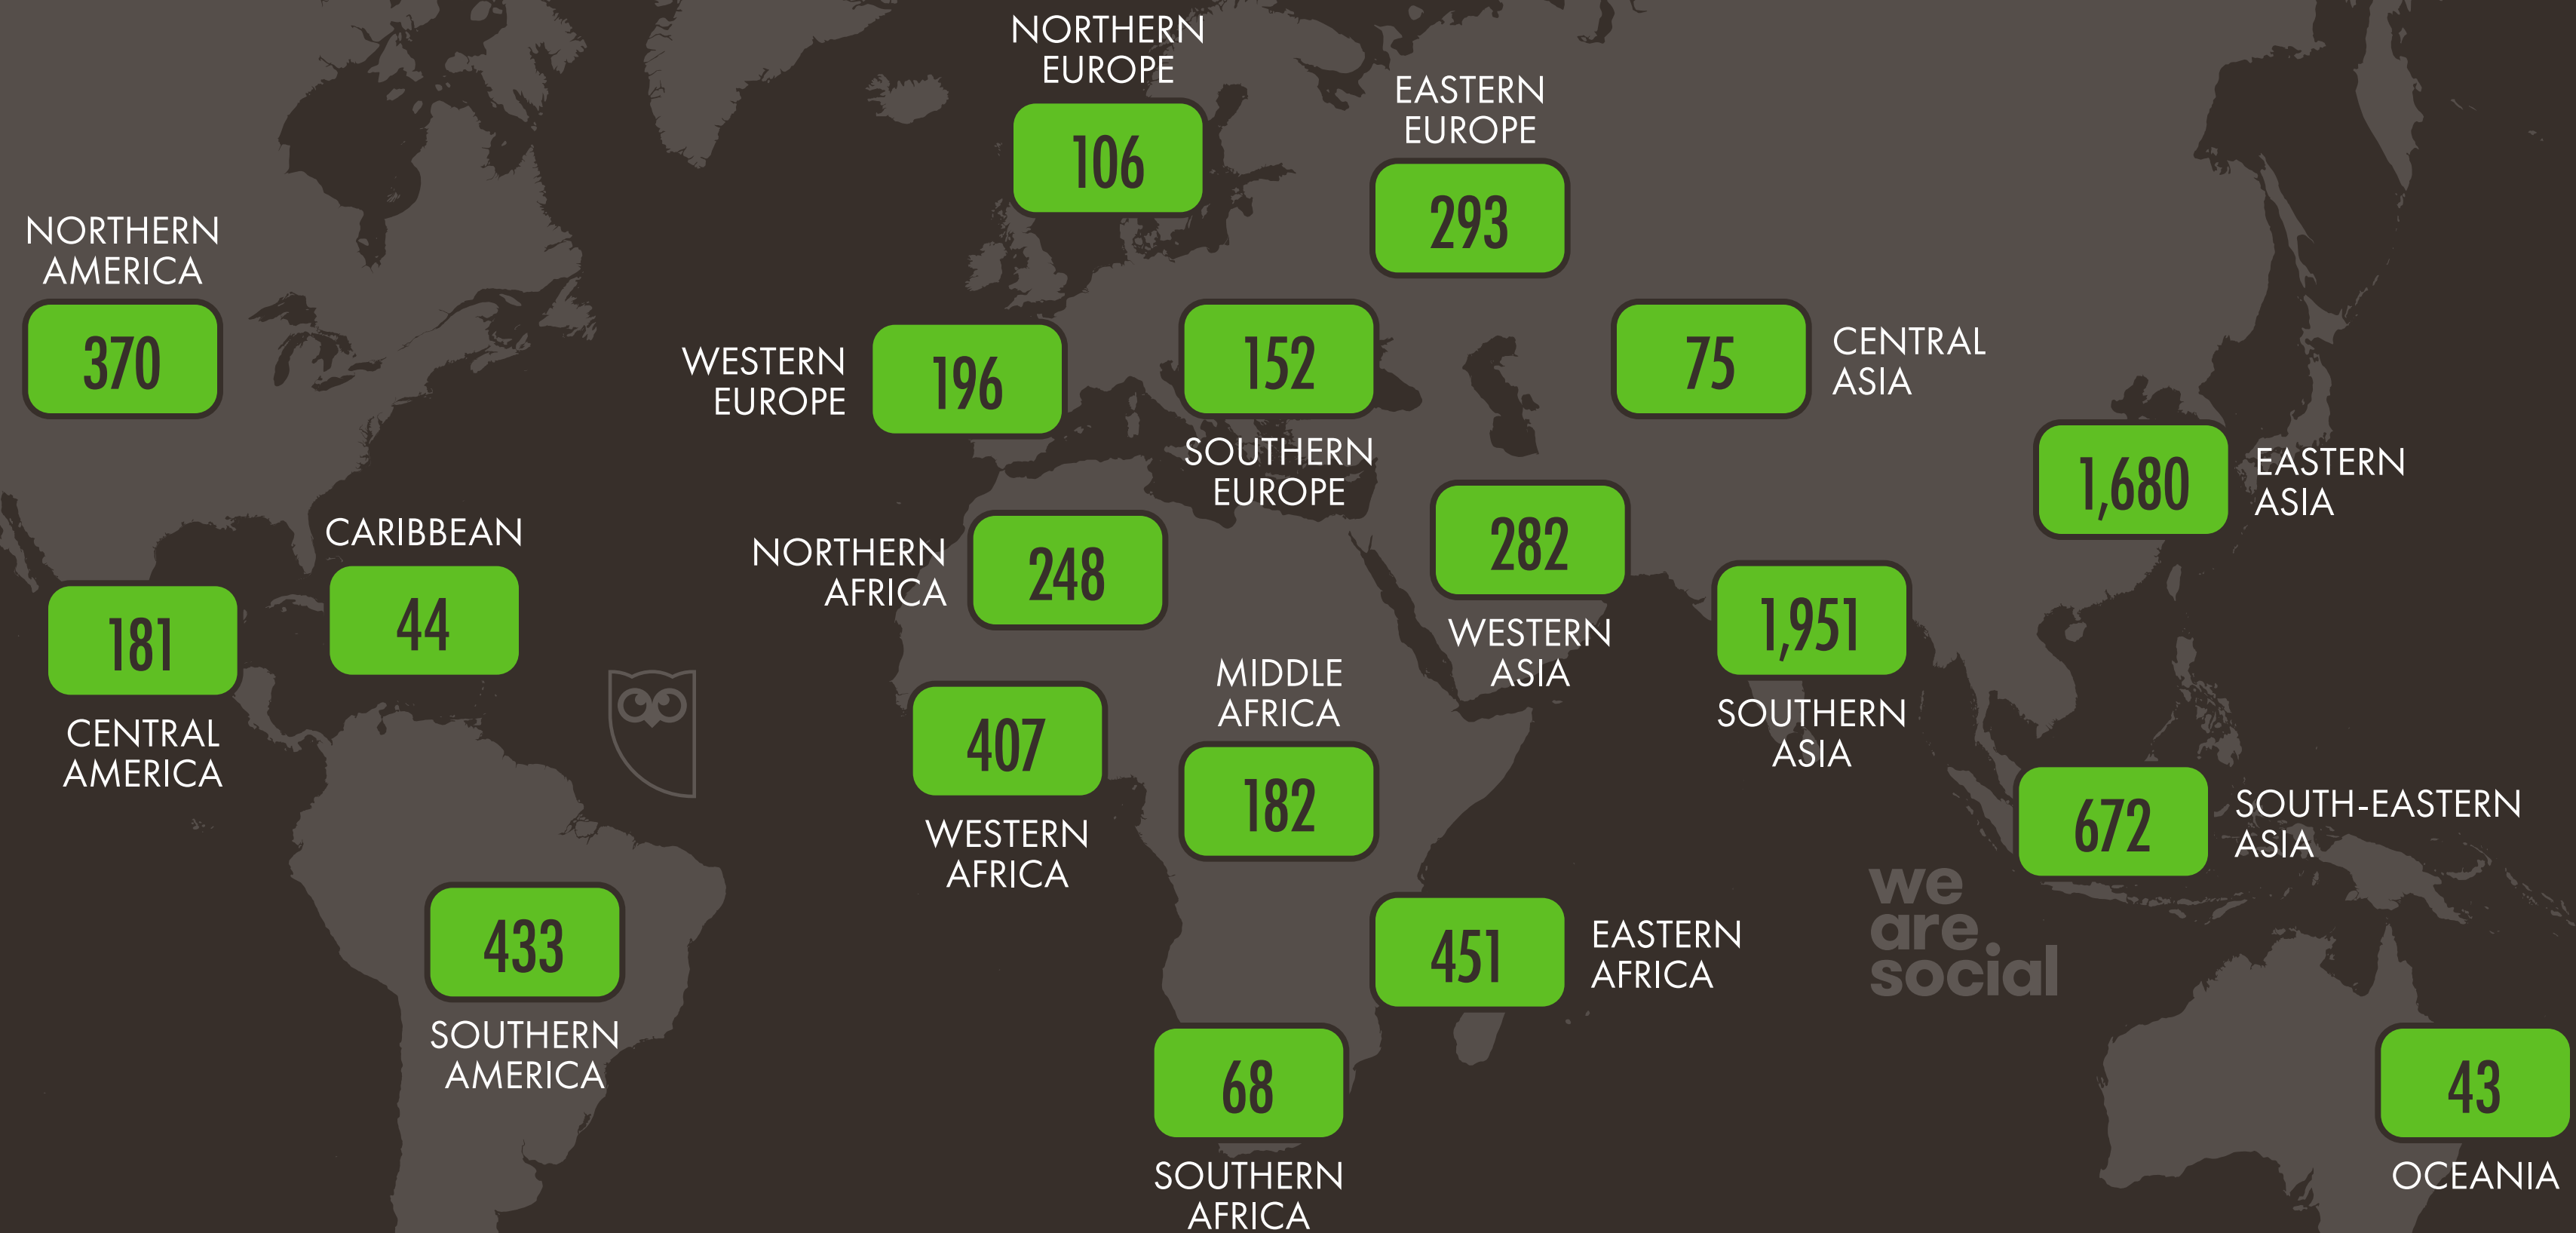 NORTHERN
EUROPE
106
EASTERN
EUROPE
293
NORTHERN
AMERICA
370
WESTERN
EUROPE
196
152
SOUTHERN
EUROPE
75
CENTRAL
ASIA
1,680
EASTERN
ASIA
CARIBBEAN
44
181
CENTRAL
AMERICA
NORTHERN
AFRICA
248
282
WESTERN
ASIA
1,951
SOUTHERN
ASIA
407
WESTERN
AFRICA
MIDDLE
AFRICA
182
672
SOUTH-EASTERN
ASIA
433
SOUTHERN
AMERICA
451
EASTERN
AFRICA
we
are
social
68
SOUTHERN
AFRICA
43
OCEANIA